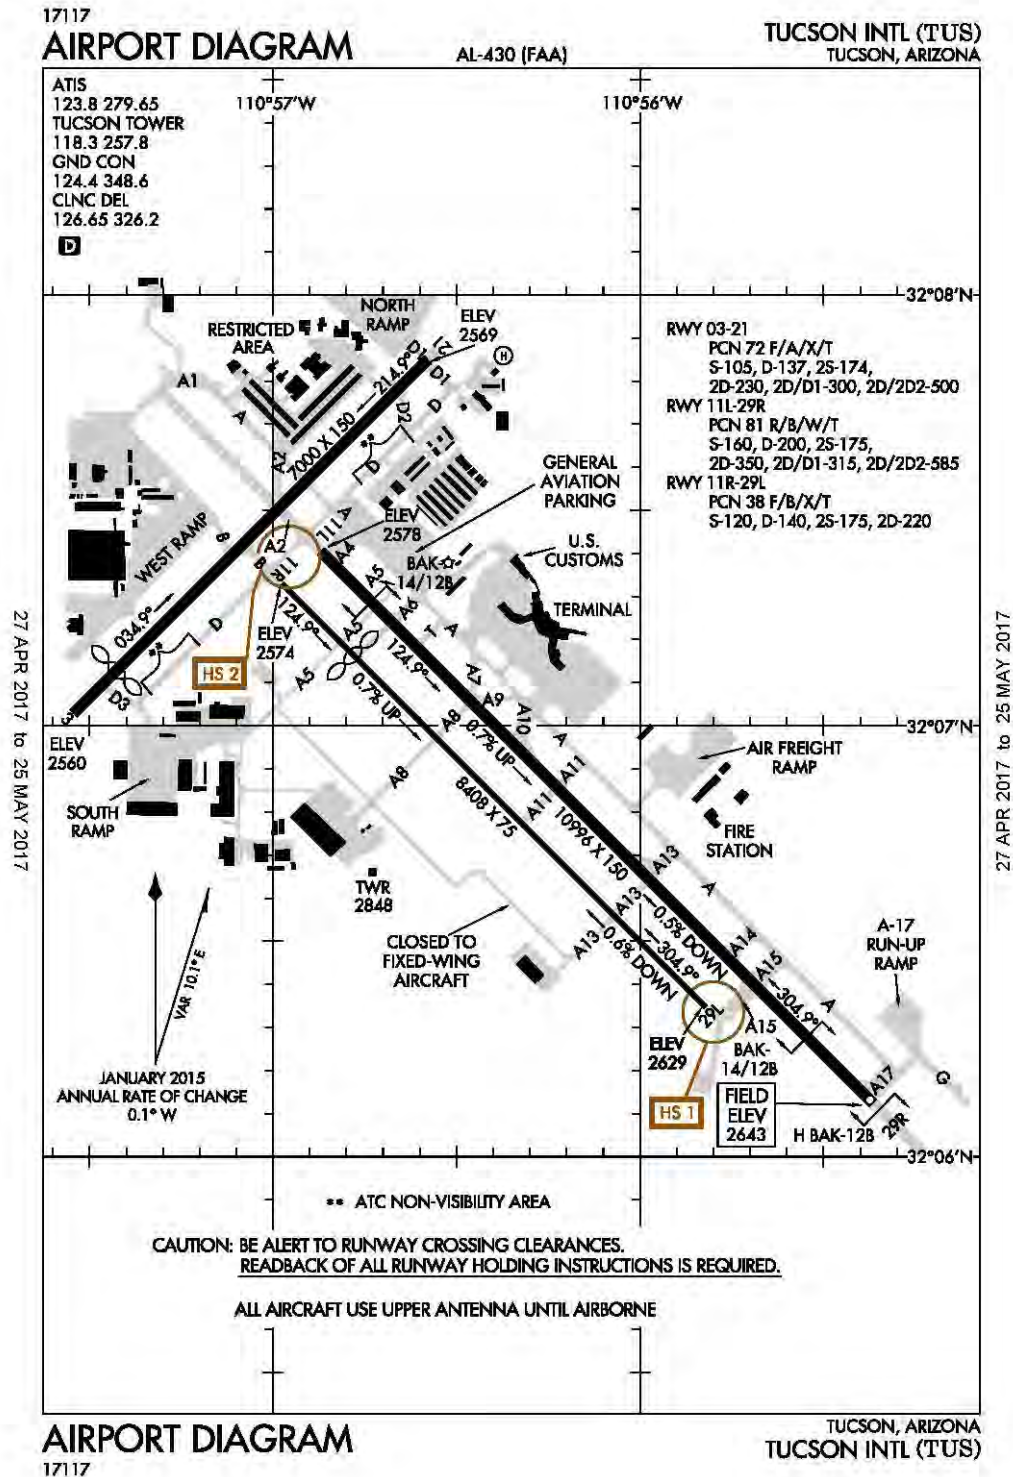 17117
AIRPORT DIAGRAM
AL-430 (FAA)
TUCSON INTL (TUS)
TUCSON, ARIZONA
ATIS
123.8 279.65
TUCSON TOWER
118.3 257.8
GND CON
124.4 348.6
CLNC DEL
126.65 326.2
D
110°57'W
110°56'W
32°08'N
RWY 03-21
PCN 72 F/A/X/T
S-105, D-137, 2S-174,
2D-230, 2D/D1-300, 2D/2D2-500
RWY 11L-29R
PCN 81 R/B/W/T
S-160, D-200, 2S-175,
2D-350, 2D/D1-315, 2D/2D2-585
RWY 11R-29L
PCN 38 F/B/X/T
S-120, D-140, 2S-175, 2D-220
NORTH
RAMP
RESTRICTED
AREA
ELEV
2569
H
21
D
D1
D
D2
D
A1
A
A2
214.9°
7000 X 150
**
GENERAL
AVIATION
PARKING
ELEV
2578
A
11L
A4
WEST RAMP
B
A2
B
11R
BAK-
14/12B
A5
A6
U.S.
CUSTOMS
TERMINAL
034.9°
**
D
D3
3
ELEV
2574
124.9°
A2
T
A
124.9°
HS 2
A5
0.7% UP
A7
A9
A10
A8
0.7% UP
A
32°07'N
ELEV
2560
AIR FREIGHT
RAMP
A8
A11
A11
8408 X 75
10996 X 150
SOUTH
RAMP
FIRE
STATION
A13
A
TWR
2848
A13
0.5% DOWN
A14
A15
A-17
RUN-UP
RAMP
CLOSED TO
FIXED-WING
AIRCRAFT
A13
0.6% DOWN
304.9°
304.9°
A
VAR 10.1° E
29L
A15
ELEV
2629
BAK-
14/12B
JANUARY 2015
ANNUAL RATE OF CHANGE
0.1° W
HS 1
FIELD
ELEV
2643
A17
G
H BAK-12B
29R
32°06'N
** ATC NON-VISIBILITY AREA
CAUTION: BE ALERT TO RUNWAY CROSSING CLEARANCES.
READBACK OF ALL RUNWAY HOLDING INSTRUCTIONS IS REQUIRED.
ALL AIRCRAFT USE UPPER ANTENNA UNTIL AIRBORNE
27 APR 2017 to 25 MAY 2017
27 APR 2017 to 25 MAY 2017
AIRPORT DIAGRAM
17117
TUCSON, ARIZONA
TUCSON INTL (TUS)